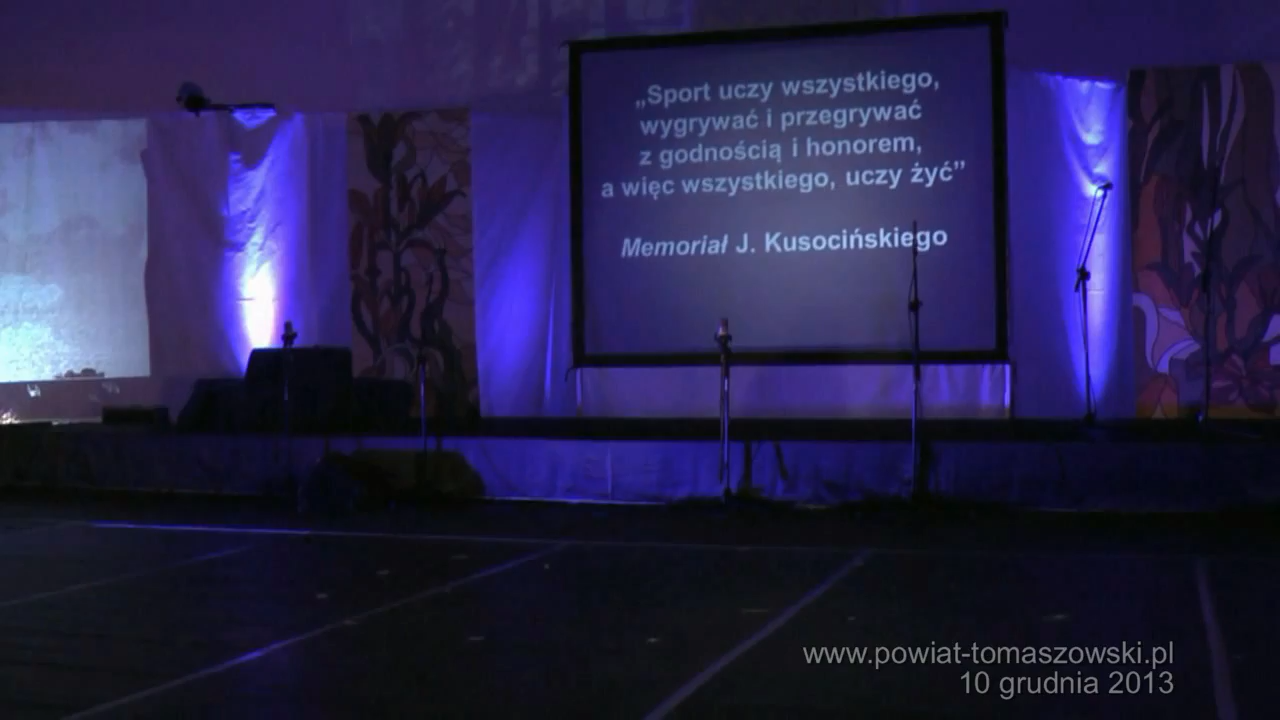 „Sport uczy wszystkiego,
wygrywać i przegrywać
z godnością i honorem,
a więc wszystkiego, uczy żyć”
Memoriał J. Kusocińskiego
www.powiat-tomaszowski.pl
10 grudnia 2013